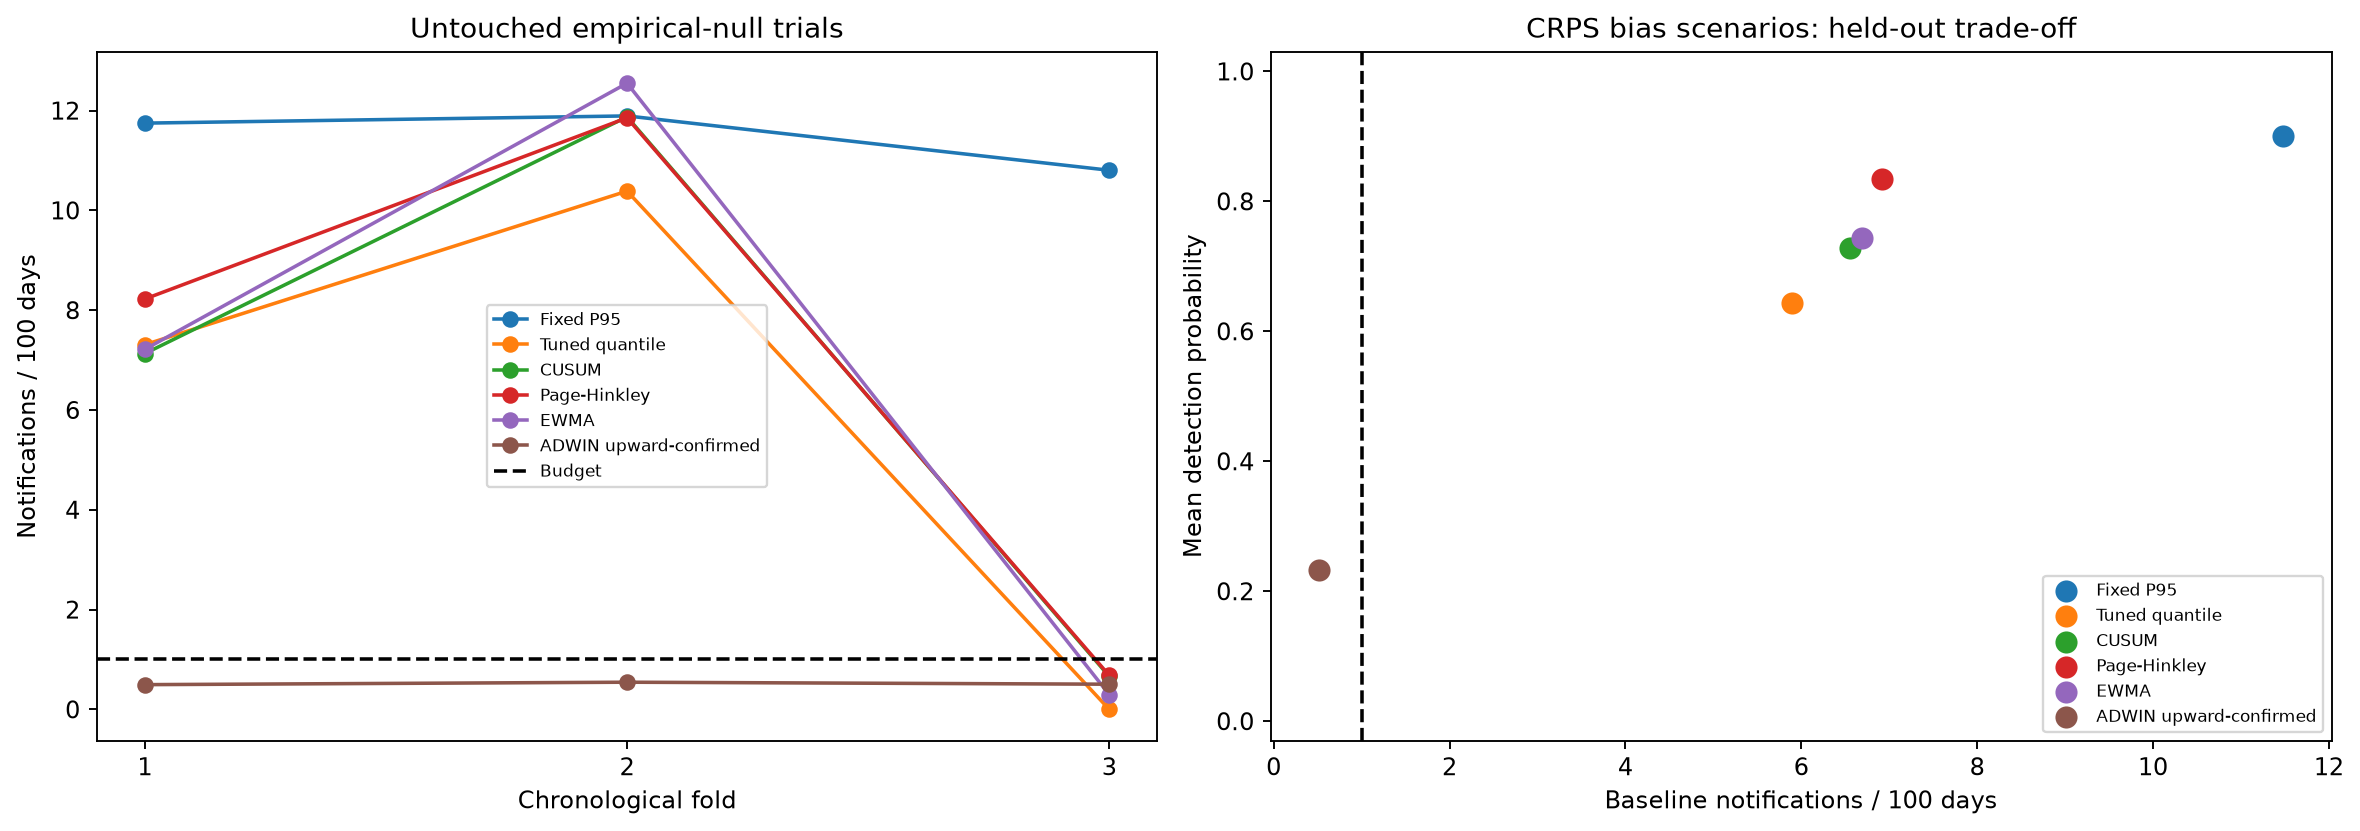 Untouched empirical-null trials
Notifications / 100 days
12
10
8
6
4
2
0
Fixed P95
Tuned quantile
CUSUM
Page-Hinkley
EWMA
ADWIN upward-confirmed
Budget
1
2
3
Chronological fold
CRPS bias scenarios: held-out trade-off
Mean detection probability
1.0
0.8
0.6
0.4
0.2
0.0
Fixed P95
Tuned quantile
CUSUM
Page-Hinkley
EWMA
ADWIN upward-confirmed
0
2
4
6
8
10
12
Baseline notifications / 100 days